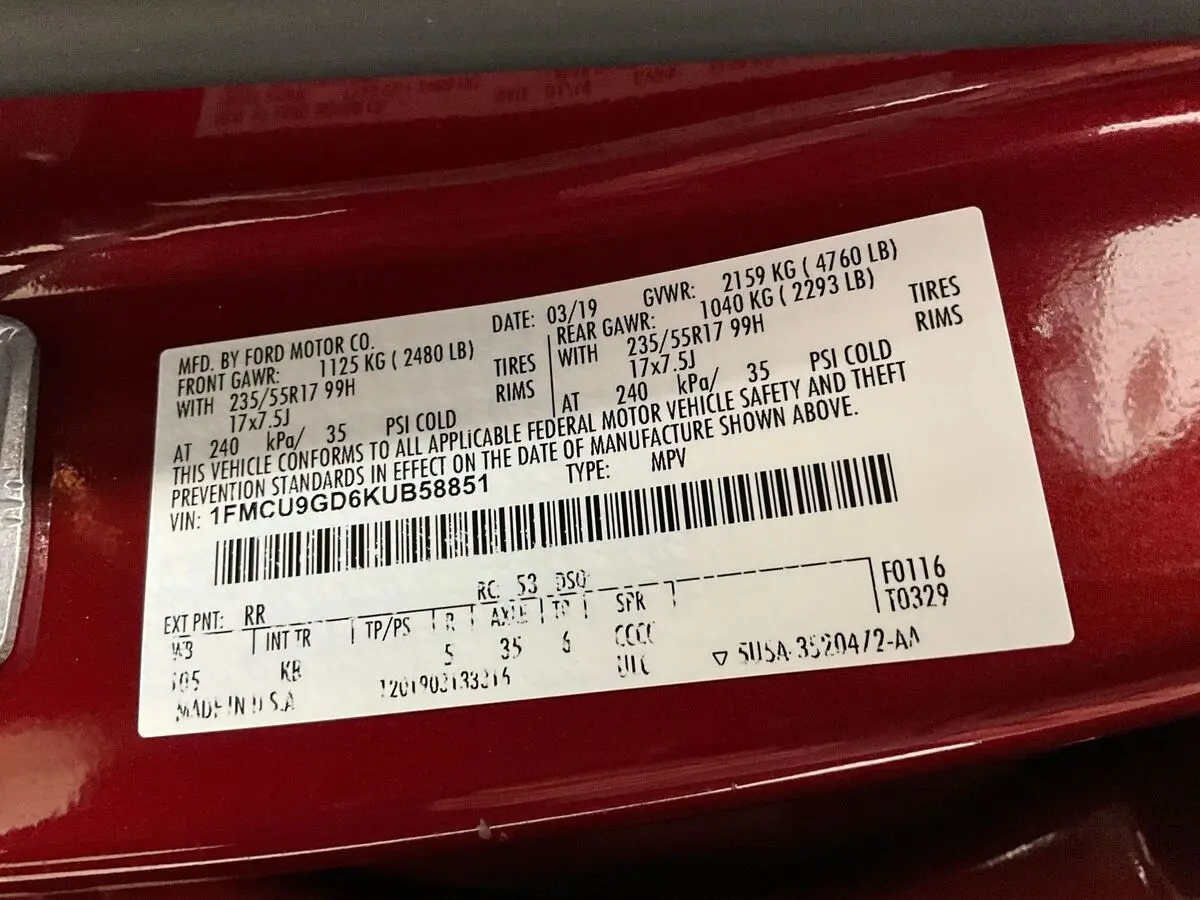 MFD. BY FORD MOTOR CO. DATE: 03/19 GVWR: 2159 KG ( 4760 LB)
FRONT GAWR: 1125 KG ( 2480 LB) REAR GAWR: 1040 KG ( 2293 LB)
WITH 235/55R17 99H TIRES WITH 235/55R17 99H TIRES
17x7.5J RIMS 17x7.5J RIMS
AT 240 kPa/ 35 PSI COLD AT 240 kPa/ 35 PSI COLD
THIS VEHICLE CONFORMS TO ALL APPLICABLE FEDERAL MOTOR VEHICLE SAFETY AND THEFT
PREVENTION STANDARDS IN EFFECT ON THE DATE OF MANUFACTURE SHOWN ABOVE.
VIN: 1FMCU9GD6KUB58851 TYPE: MPV
EXT PNT: RR RC: 53 DSO: F0116
WB INT TR TP/PS R AXLE TR SPR T0329
105 KB 5 35 6
MADE IN U.S.A.